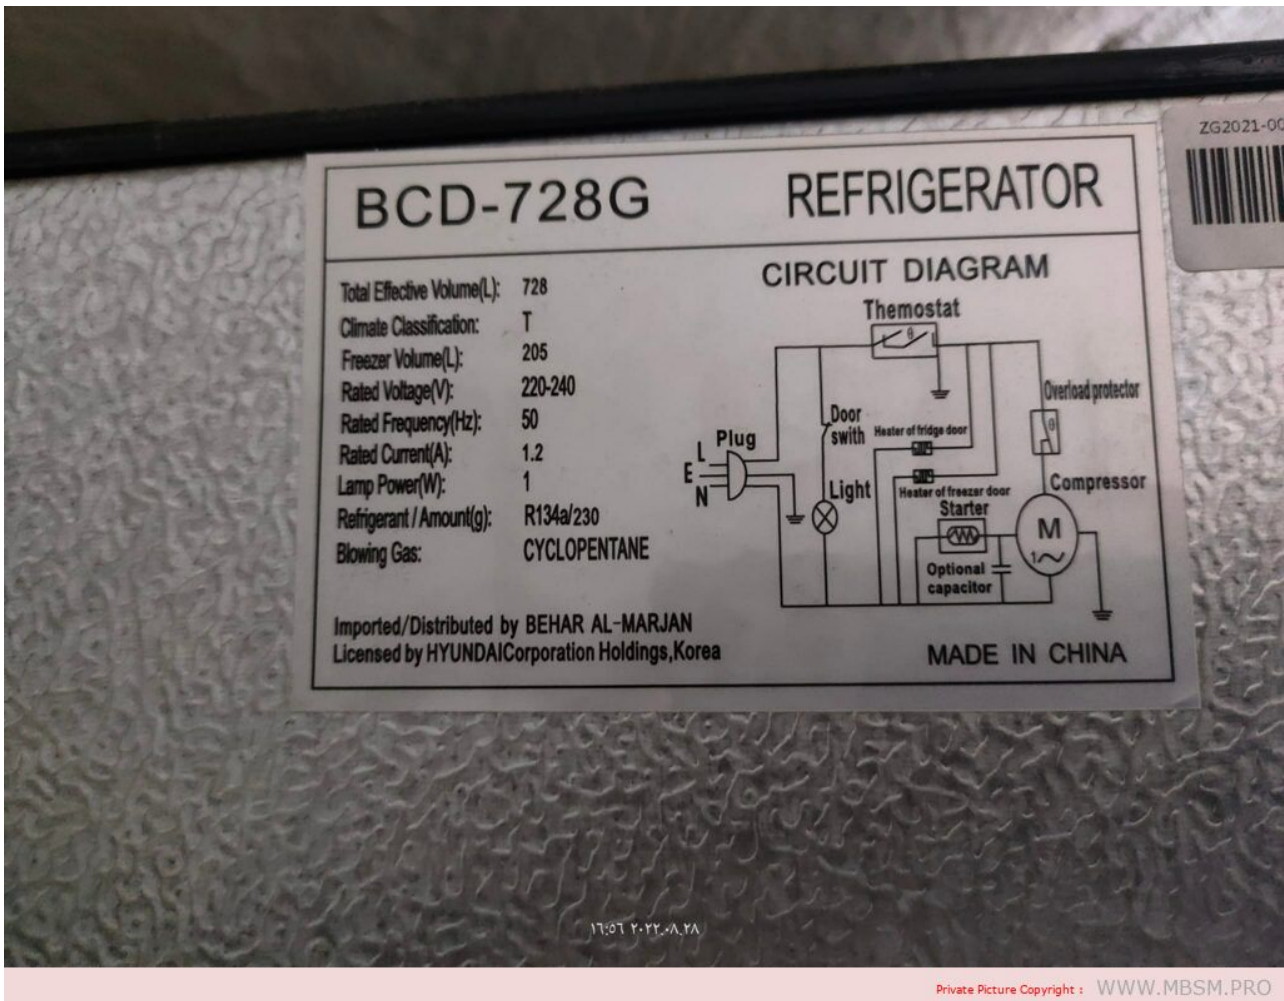 ZG2021-00
BCD-728G
REFRIGERATOR
Total Effective Volume(L): 728
Climate Classification: T
Freezer Volume(L): 205
Rated Voltage(V): 220-240
Rated Frequency(Hz): 50
Rated Current(A): 1.2
Lamp Power(W): 1
Refrigerant / Amount(g): R134a/230
Blowing Gas: CYCLOPENTANE
Imported/Distributed by BEHAR AL-MARJAN
Licensed by HYUNDAICorporation Holdings,Korea
CIRCUIT DIAGRAM
Themostat
θ
Overload protector
θ
Door
swith
Heater of fridge door
Plug
L
E
N
Light
Heater of freezer door
Compressor
Starter
M
1~
Optional
capacitor
MADE IN CHINA
١٦:٥٦ ٢٠٢٢.٠٨.٢٨
Private Picture Copyright : WWW.MBSM.PRO